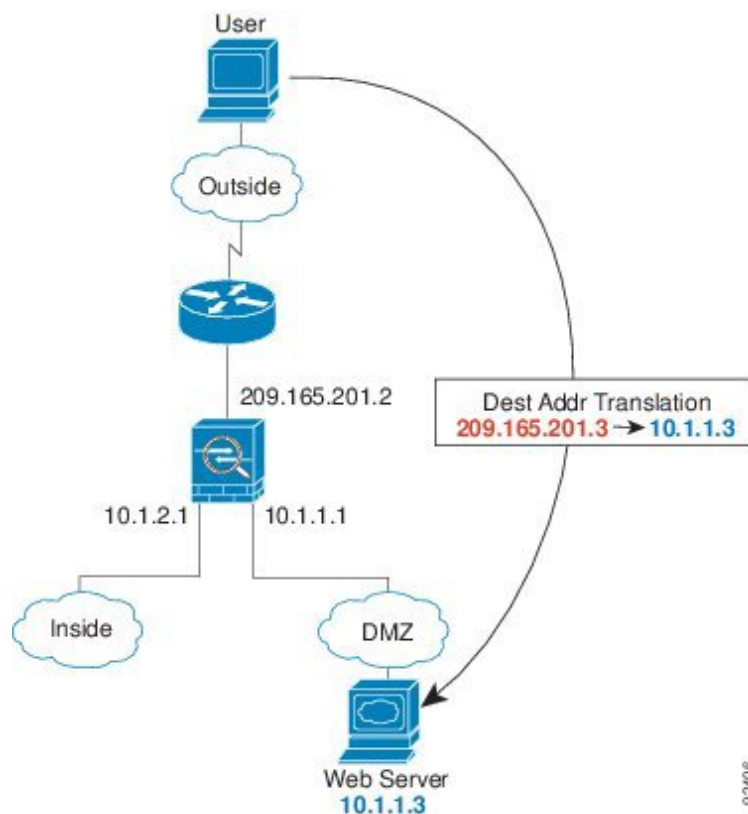 User
Outside
209.165.201.2
Dest Addr Translation
209.165.201.3 → 10.1.1.3
10.1.2.1
10.1.1.1
Inside
DMZ
Web Server
10.1.1.3